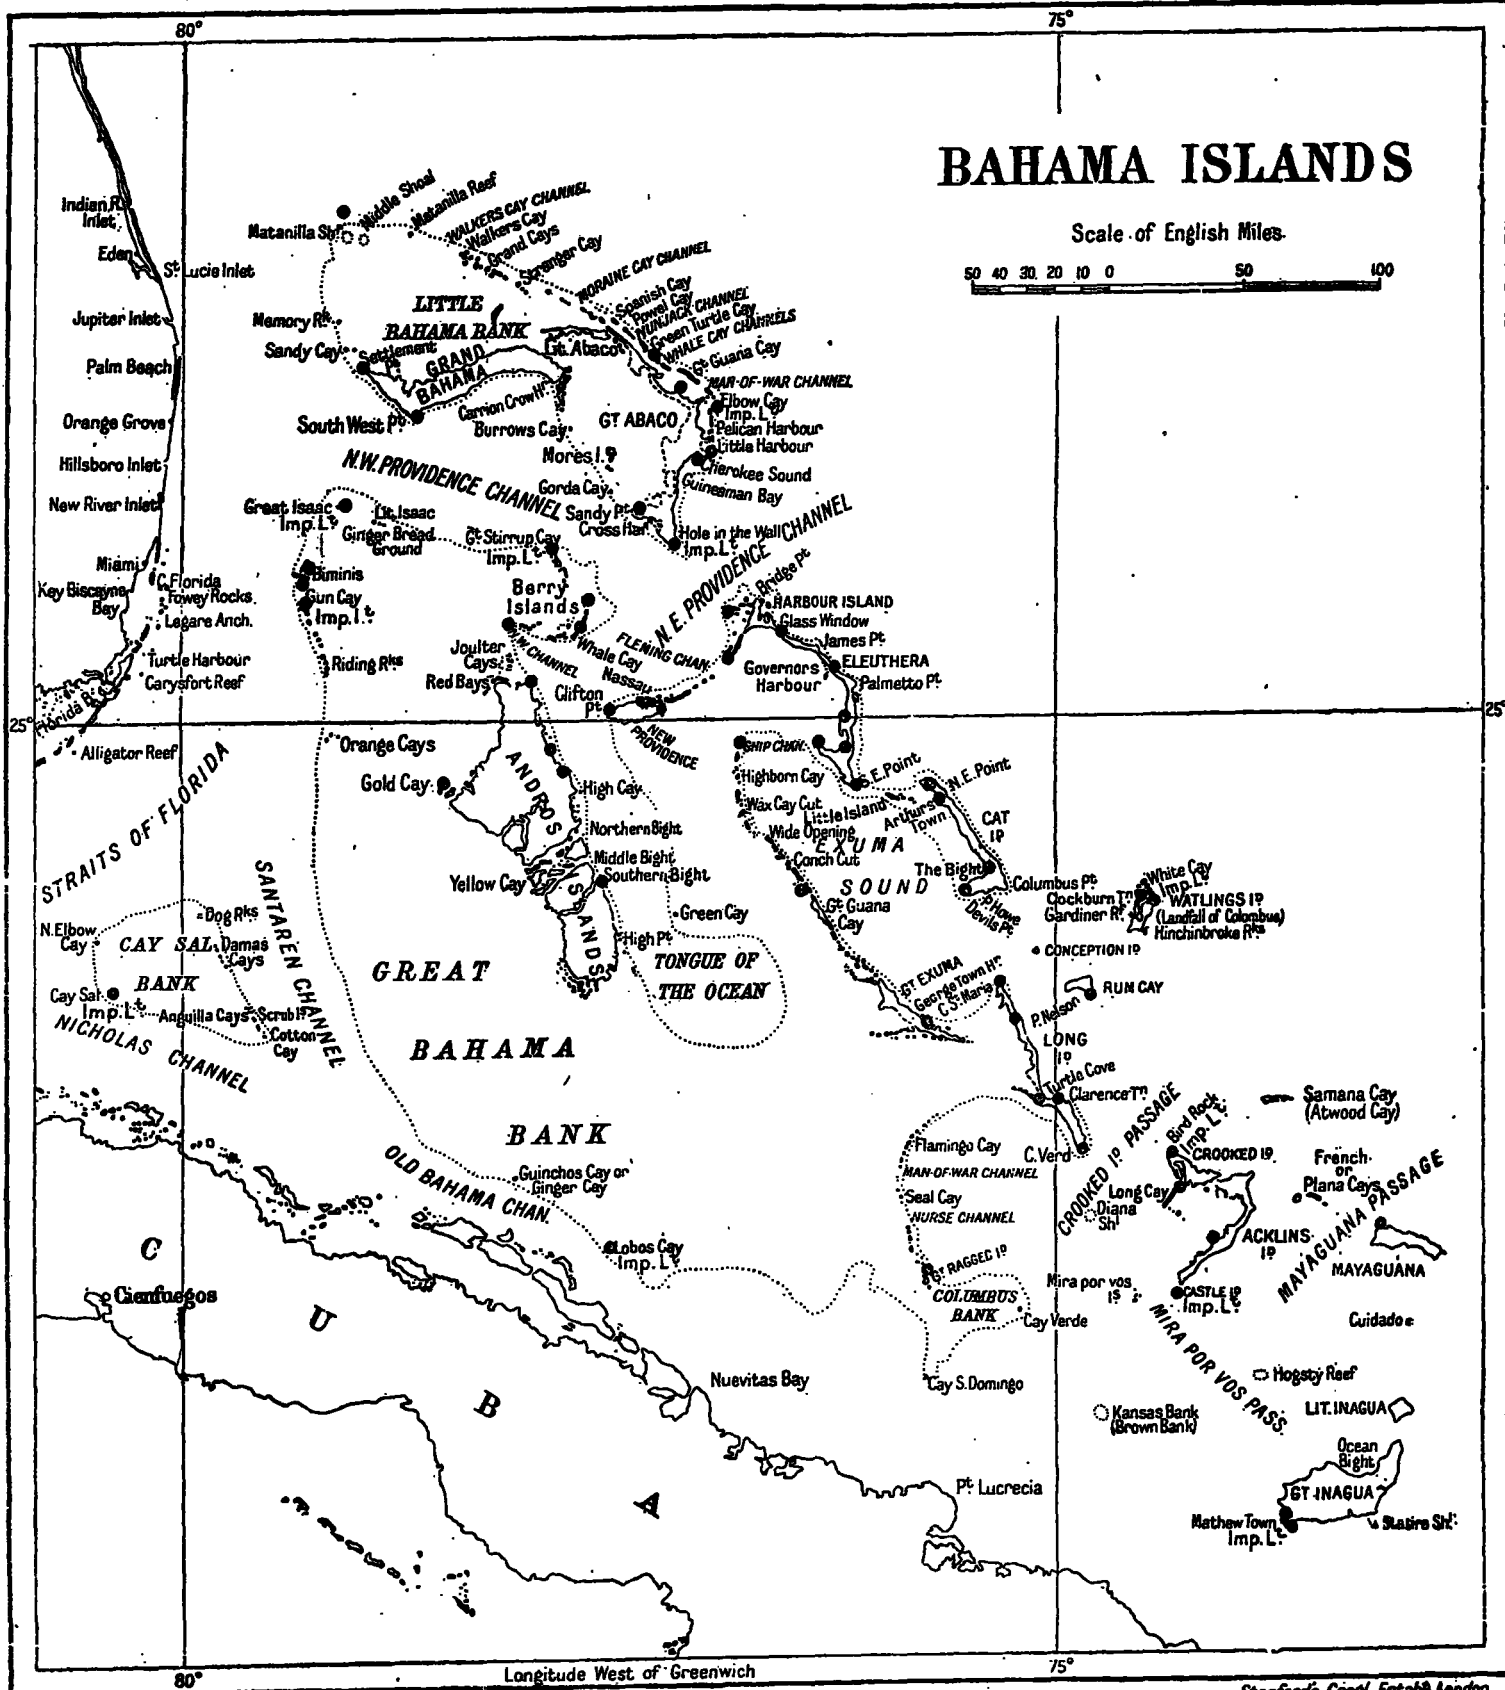 80°
75°
BAHAMA ISLANDS
Scale of English Miles.
50 40 30 20 10 0 50 100
Indian R.
Inlet
Eden
St Lucie Inlet
Jupiter Inlet
Palm Beach
Orange Grove
Hillsboro Inlet
New River Inlet
Miami
Key Biscayne
Bay
C. Florida
Fowey Rocks
Legare Anch.
Turtle Harbour
Carysfort Reef
Florida B.
Alligator Reef
25°
25°
STRAITS OF FLORIDA
Matanilla Shl
Middle Shoal
Matanilla Reef
WALKERS CAY CHANNEL
Walkers Cay
Grand Cays
Stranger Cay
MORAINE CAY CHANNEL
Spanish Cay
Powel Cay
NUNJACK CHANNEL
Green Turtle Cay
WHALE CAY CHANNELS
Gt Guana Cay
MAN-OF-WAR CHANNEL
Elbow Cay
Imp. Lt
Pelican Harbour
Little Harbour
Cherokee Sound
Guineaman Bay
LITTLE
BAHAMA BANK
Memory Rk
Sandy Cay
Settlement
Pt
GRAND
BAHAMA
Gt. Abaco
South West Pt
Carrion Crow Hr
Burrows Cay
GT ABACO
Mores I.
Gorda Cay
Sandy Pt
Cross Har.
Hole in the Wall
Imp. Lt
N.W. PROVIDENCE CHANNEL
N.E. PROVIDENCE CHANNEL
Great Isaac
Imp. Lt
Lit. Isaac
Ginger Bread
Ground
Gt Stirrup Cay
Imp. Lt
Biminis
Gun Cay
Imp. Lt
Berry
Islands
Riding Rks
Joulter
Cays
N.W. CHANNEL
Whale Cay
FLEMING CHAN.
Red Bays
Nassau
Clifton
Pt
NEW
PROVIDENCE
Bridge Pt
HARBOUR ISLAND
Glass Window
James Pt
Governors
Harbour
ELEUTHERA
Palmetto Pt
Orange Cays
Gold Cay
ANDROS
ISLANDS
High Cay
Northern Bight
Middle Bight
Southern Bight
Yellow Cay
Green Cay
High Pt
TONGUE OF
THE OCEAN
SHIP CHAN.
Highborn Cay
Wax Cay Cut
Wide Opening
Conch Cut
S.E. Point
N.E. Point
Little Island
Arthurs
Town
CAT
ID
EXUMA
SOUND
The Bight
Columbus Pt
P. Howe
Devils Pt
Gt Guana
Cay
White Cay
Imp. Lt
Cockburn Tn
Gardiner Rf
WATLINGS ID
(Landfall of Colombus)
Hinchinbroke Rks
CONCEPTION ID
RUM CAY
P. Nelson
GT EXUMA
George Town Hr
C. Sta Maria
LONG
ID
Turtle Cove
Clarence Tn
C. Verd
SANTAREN CHANNEL
Dog Rks
N. Elbow
Cay
CAY SAL
BANK
Damas
Cays
Cay Sal
Imp. Lt
Anguilla Cays
Scrub Id
Cotton
Cay
NICHOLAS CHANNEL
GREAT
BAHAMA
BANK
OLD BAHAMA CHAN.
Guinchos Cay or
Ginger Cay
Lobos Cay
Imp. Lt
Flamingo Cay
MAN-OF-WAR CHANNEL
Seal Cay
NURSE CHANNEL
GT RAGGED ID
COLUMBUS
BANK
Cay Verde
Cay S. Domingo
CROOKED ID PASSAGE
Bird Rock
Imp. Lt
CROOKED ID
Samana Cay
(Atwood Cay)
French
or
Plana Cays
Long Cay
Diana
Shl
ACKLINS
ID
MAYAGUANA PASSAGE
MAYAGUANA
Mira por vos
Is
CASTLE ID
Imp. Lt
MIRA POR VOS PASS.
Cuidado
Hogsty Reef
Kansas Bank
(Brown Bank)
LIT. INAGUA
Ocean
Bight
GT INAGUA
Mathew Town
Imp. Lt
Statira Shl
CUBA
Cienfuegos
Nuevitas Bay
Pt Lucrecia
80°
75°
Longitude West of Greenwich
Stanford's Geogl Estabt London